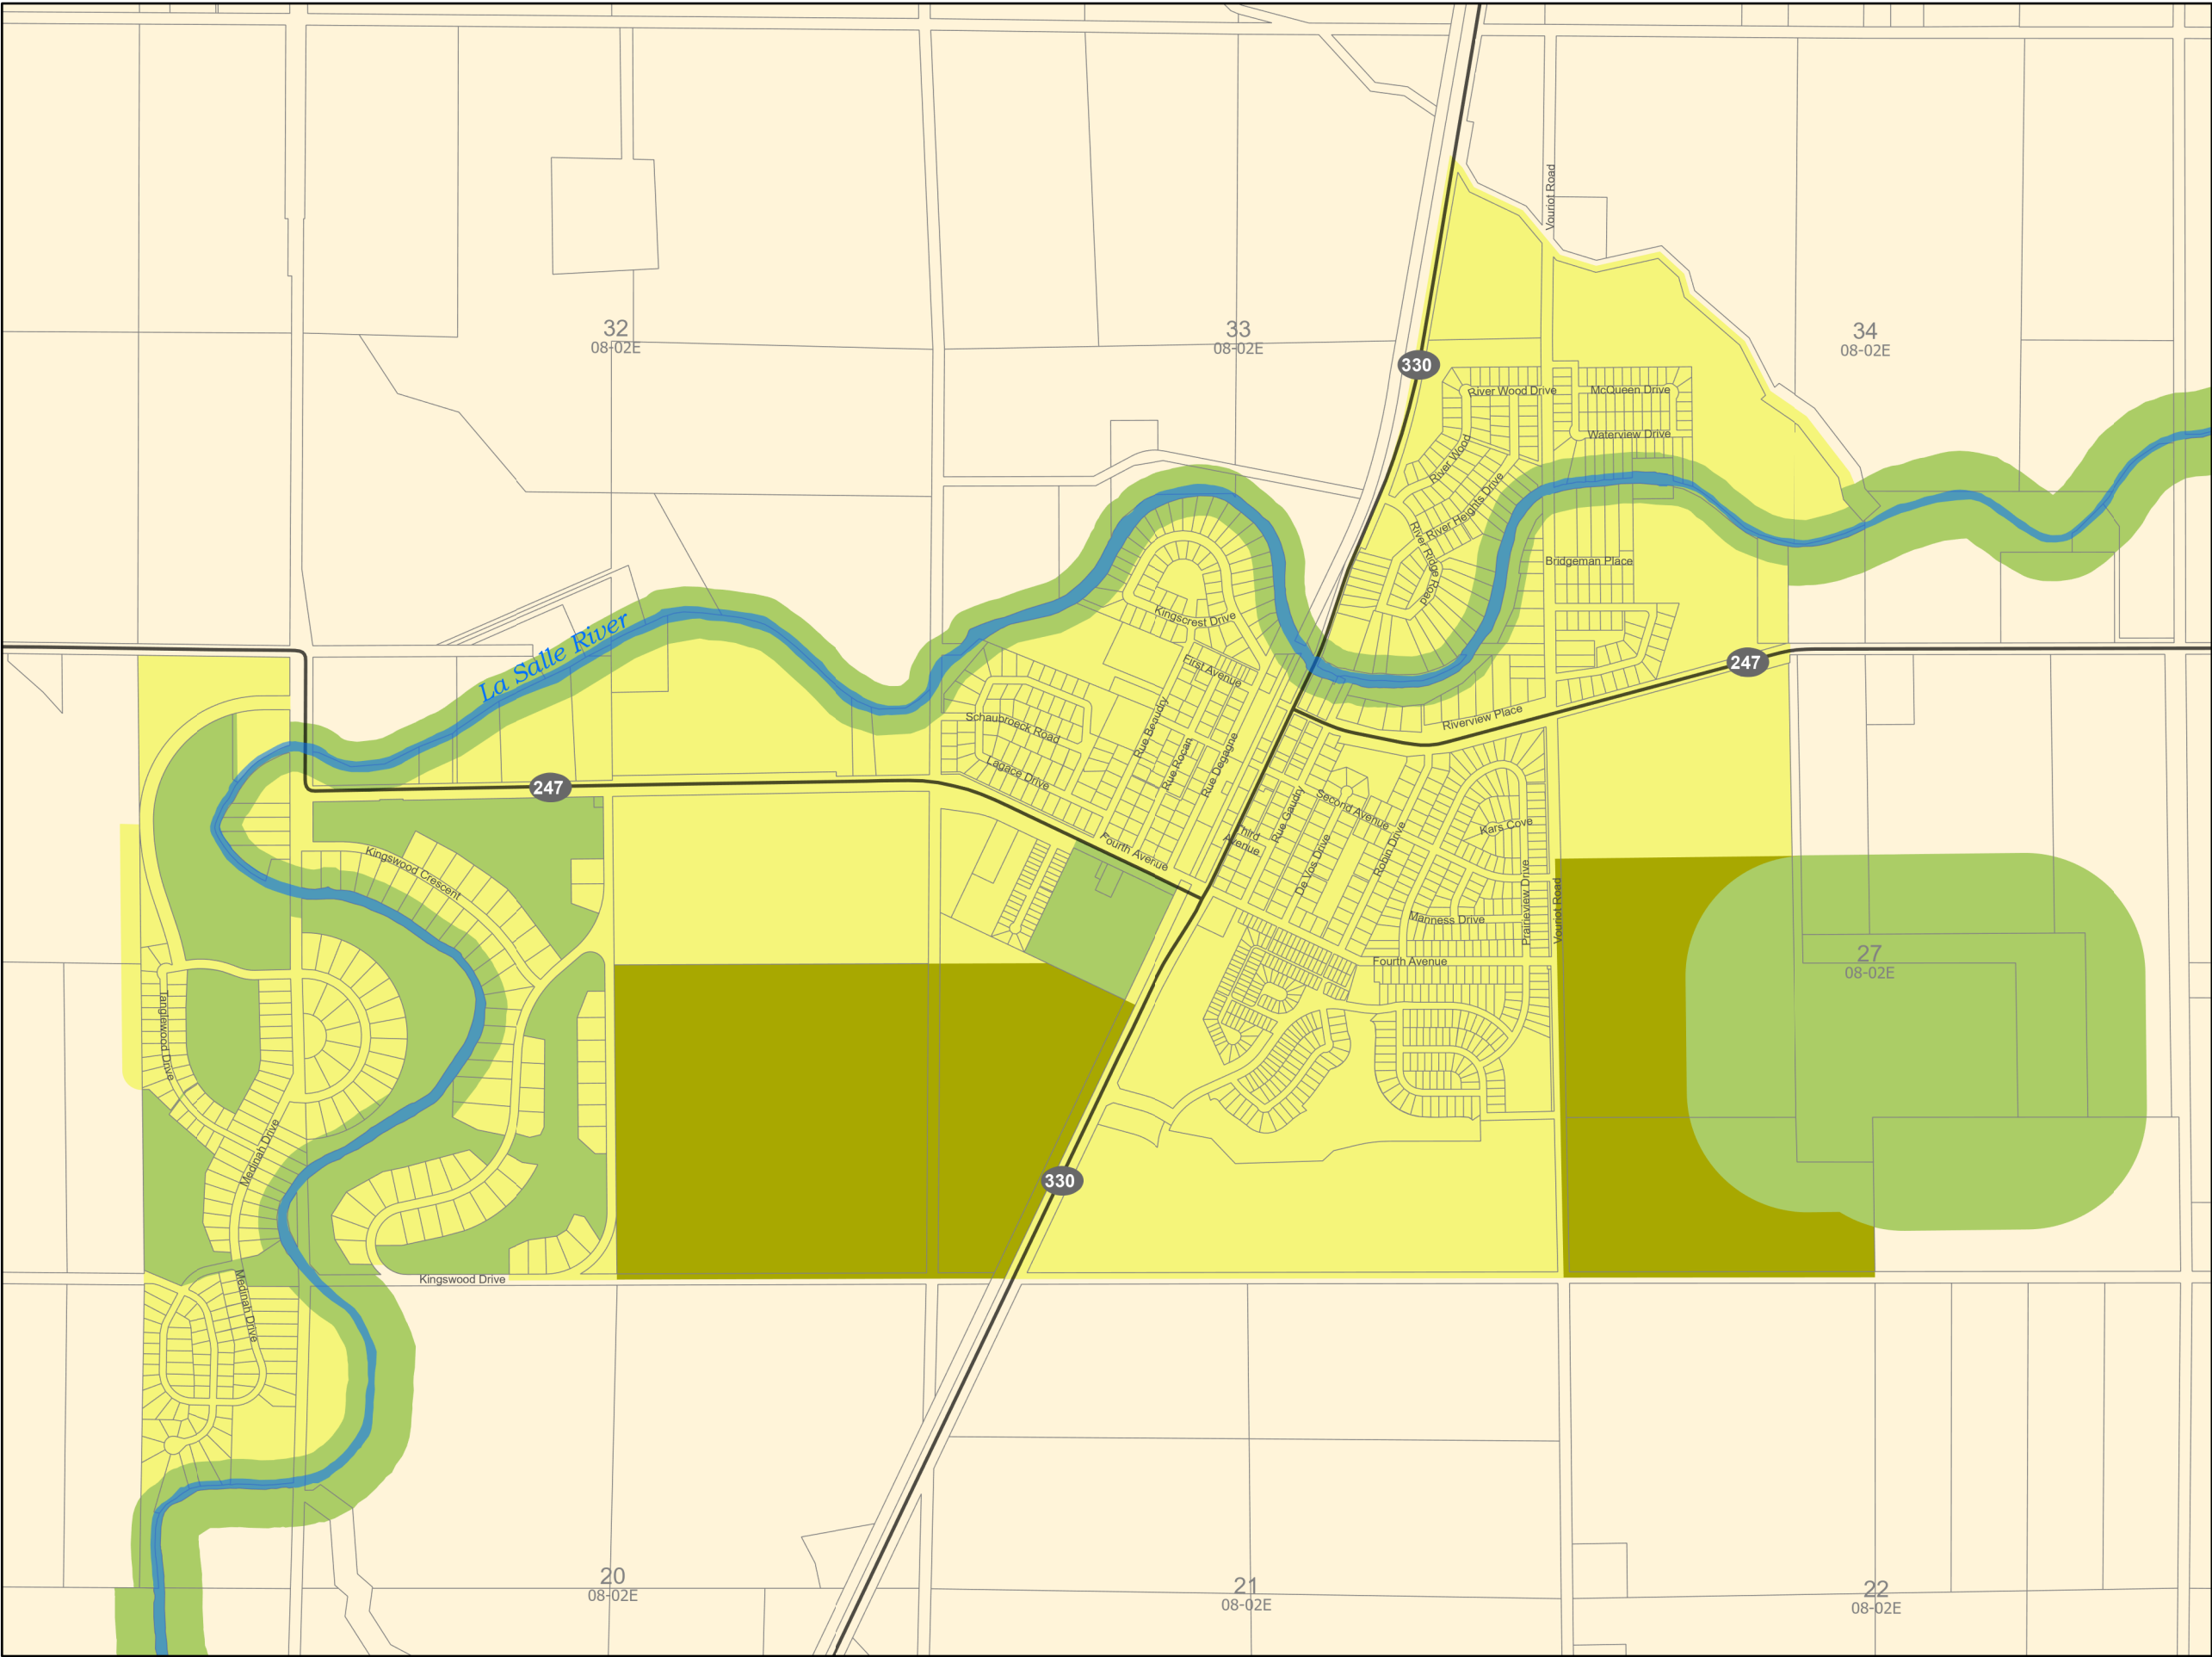 Vouriot Road
32
08-02E
33
08-02E
34
08-02E
330
River Wood Drive
McQueen Drive
Waterview Drive
River Wood
River Heights Drive
River Ridge Road
Bridgeman Place
La Salle River
Kingscrest Drive
First Avenue
247
Riverview Place
Schaubroeck Road
Rue Beaudry
Rue Rocan
Rue Degagne
Lagace Drive
247
Second Avenue
Rue Gaudry
Third
Avenue
Kars Cove
Robin Drive
De Vos Drive
Fourth Avenue
Kingswood Crescent
Prairieview Drive
Vouriot Road
Manness Drive
Fourth Avenue
27
08-02E
Tanglewood Drive
Medinah Drive
330
Kingswood Drive
Medinah Drive
20
08-02E
21
08-02E
22
08-02E